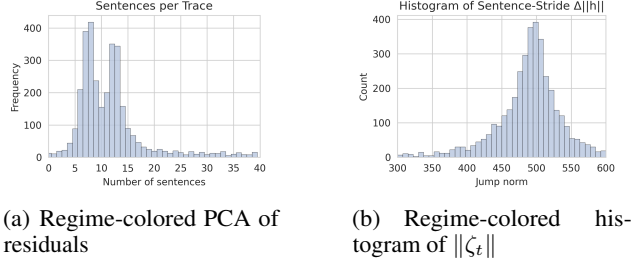 Sentences per Trace
400
300
200
100
0
Frequency
0 5 10 15 20 25 30 35 40
Number of sentences
Histogram of Sentence-Stride Δ||h||
400
300
200
100
0
Count
300 350 400 450 500 550 600
Jump norm
(a) Regime-colored PCA of
residuals
(b) Regime-colored his-
togram of ||ζt||